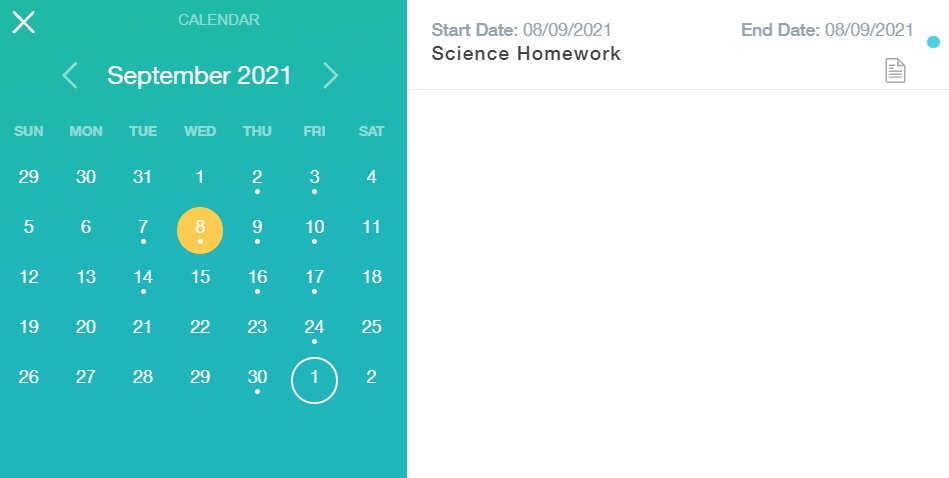 CALENDAR
September 2021
SUN MON TUE WED THU FRI SAT
29 30 31 1 2 3 4
5 6 7 8 9 10 11
12 13 14 15 16 17 18
19 20 21 22 23 24 25
26 27 28 29 30 1 2
Start Date: 08/09/2021 End Date: 08/09/2021
Science Homework